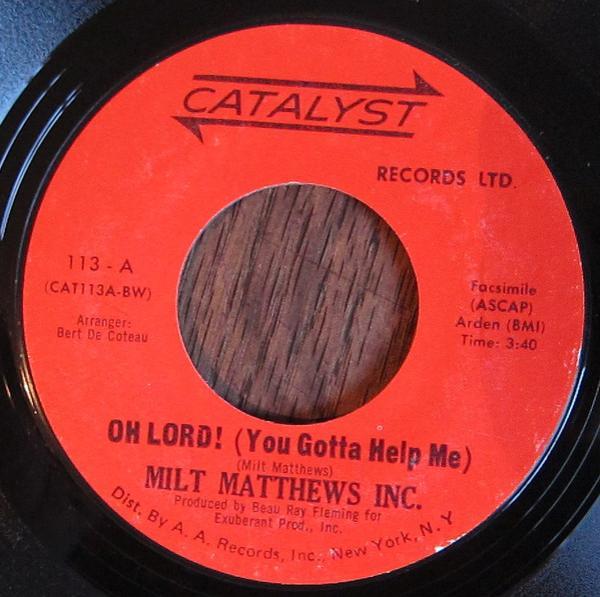 CATALYST
RECORDS LTD.
113 - A
(CAT113A-BW)
Arranger:
Bert De Coteau
Facsimile
(ASCAP)
Arden (BMI)
Time: 3:40
OH LORD! (You Gotta Help Me)
(Milt Matthews)
MILT MATTHEWS INC.
Produced by Beau Ray Fleming for
Exuberant Prod., Inc.
Dist. By A. A. Records, Inc., New York, N.Y